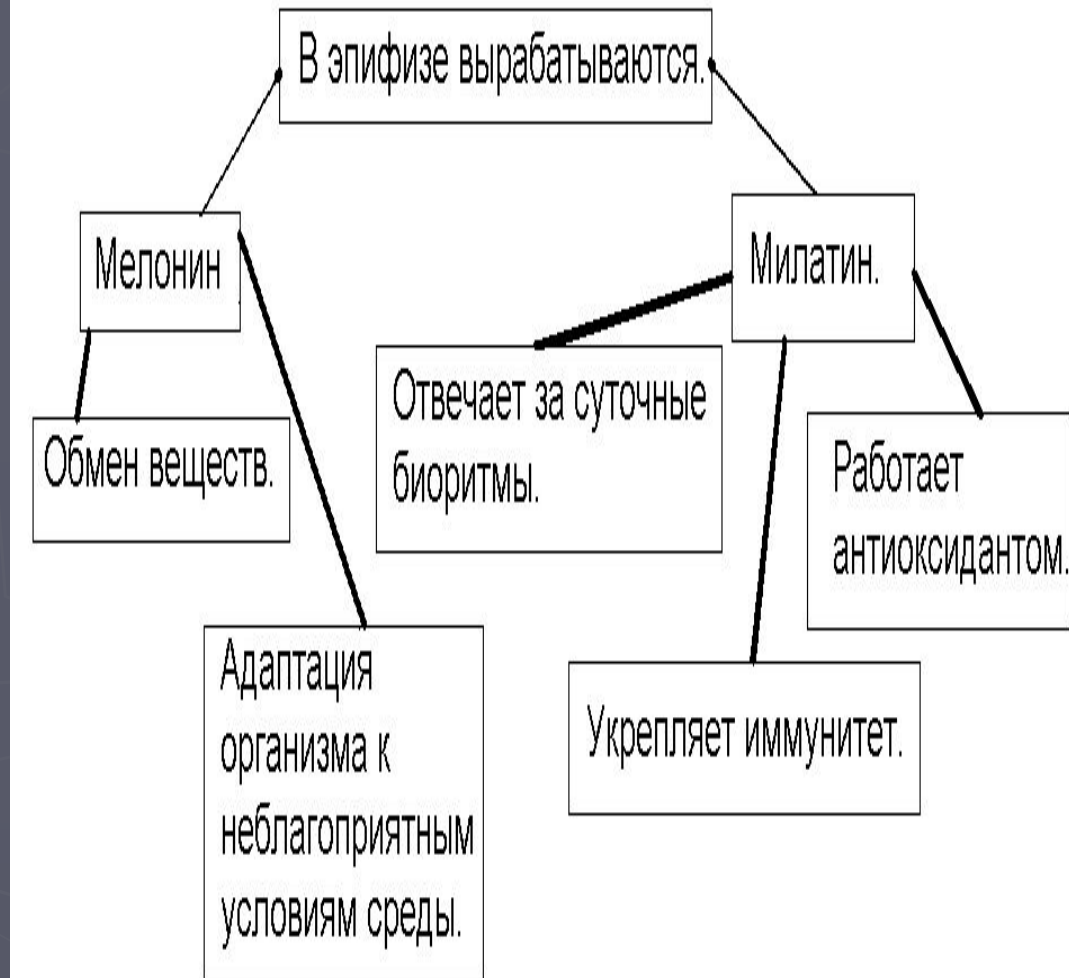 В эпифизе вырабатываются.
Мелонин
Милатин.
Обмен веществ.
Отвечает за суточные
биоритмы.
Работает
антиоксидантом.
Адаптация
организма к
неблагоприятным
условиям среды.
Укрепляет иммунитет.